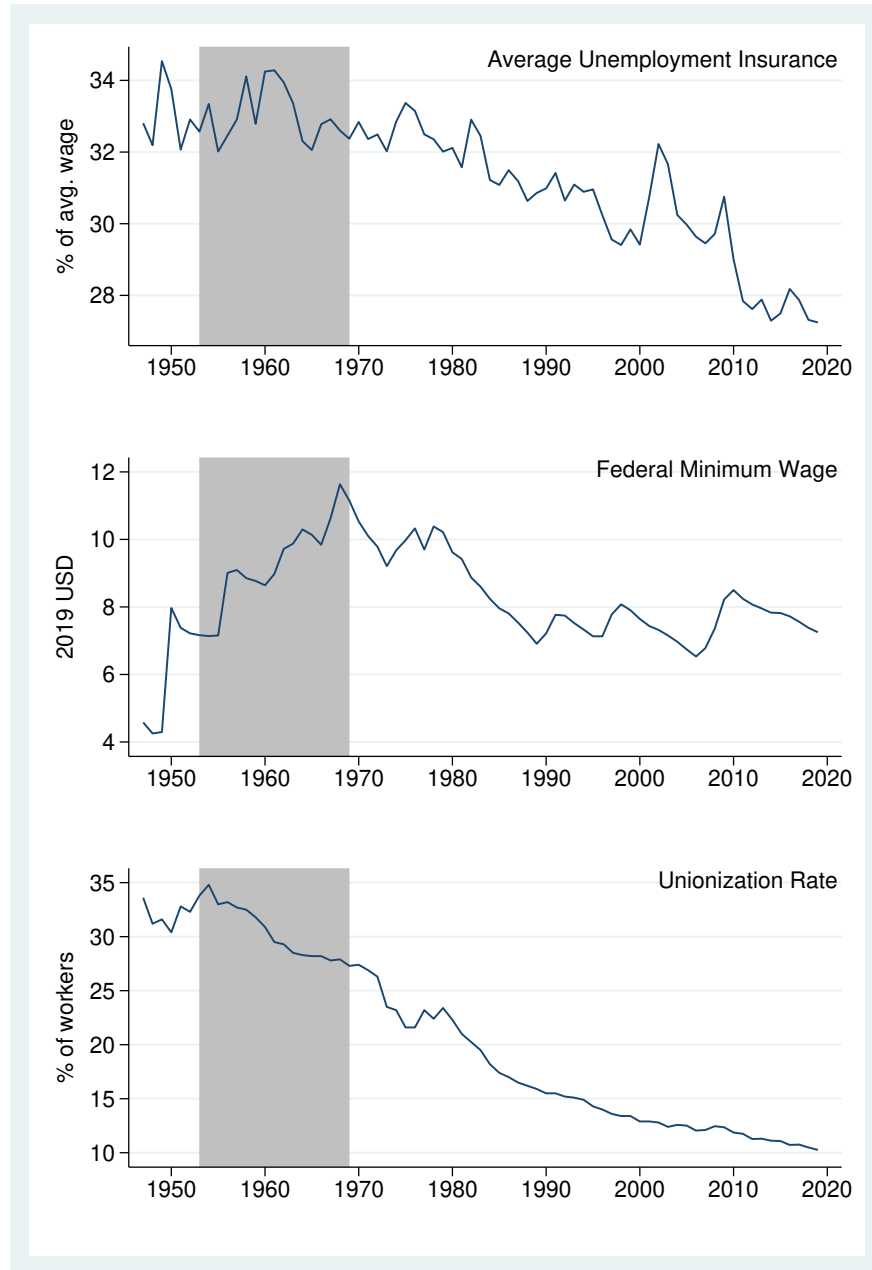 Average Unemployment Insurance
% of avg. wage
34
32
30
28
1950 1960 1970 1980 1990 2000 2010 2020
Federal Minimum Wage
2019 USD
12
10
8
6
4
1950 1960 1970 1980 1990 2000 2010 2020
Unionization Rate
% of workers
35
30
25
20
15
10
1950 1960 1970 1980 1990 2000 2010 2020